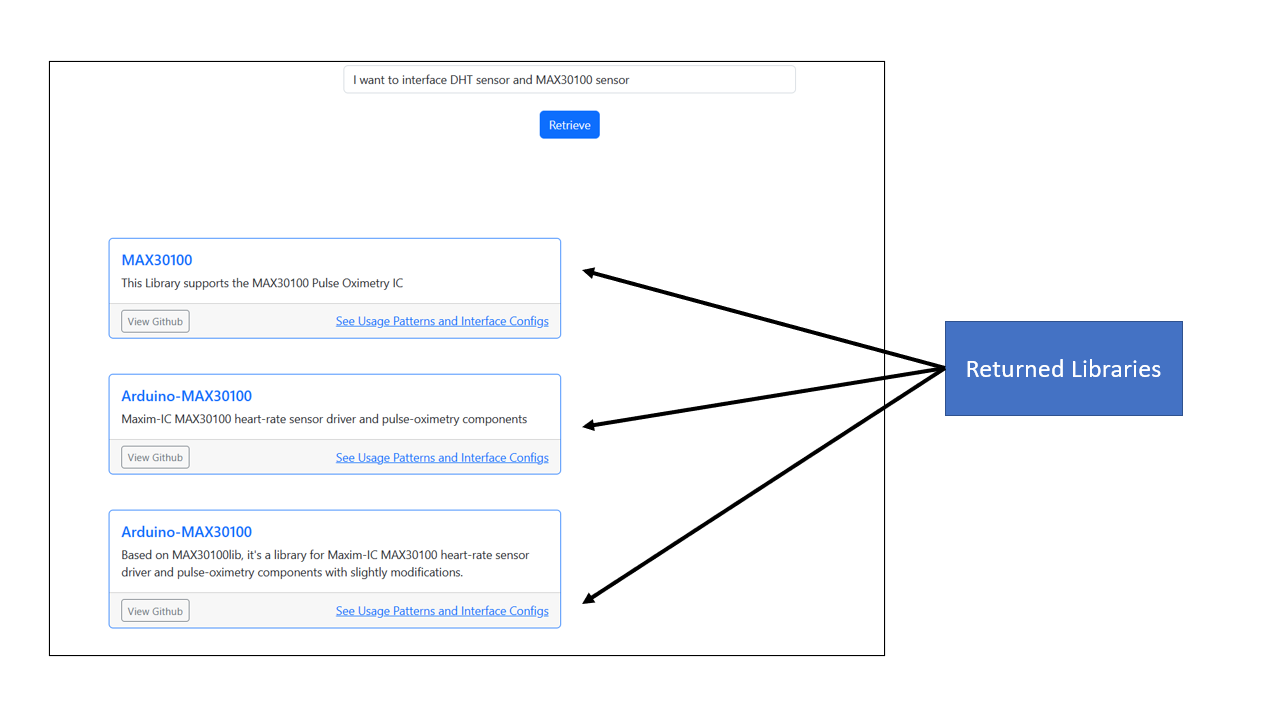 I want to interface DHT sensor and MAX30100 sensor
Retrieve
MAX30100
This Library supports the MAX30100 Pulse Oximetry IC
View Github
See Usage Patterns and Interface Configs
Arduino-MAX30100
Maxim-IC MAX30100 heart-rate sensor driver and pulse-oximetry components
View Github
See Usage Patterns and Interface Configs
Arduino-MAX30100
Based on MAX30100lib, it's a library for Maxim-IC MAX30100 heart-rate sensor
driver and pulse-oximetry components with slightly modifications.
View Github
See Usage Patterns and Interface Configs
Returned Libraries